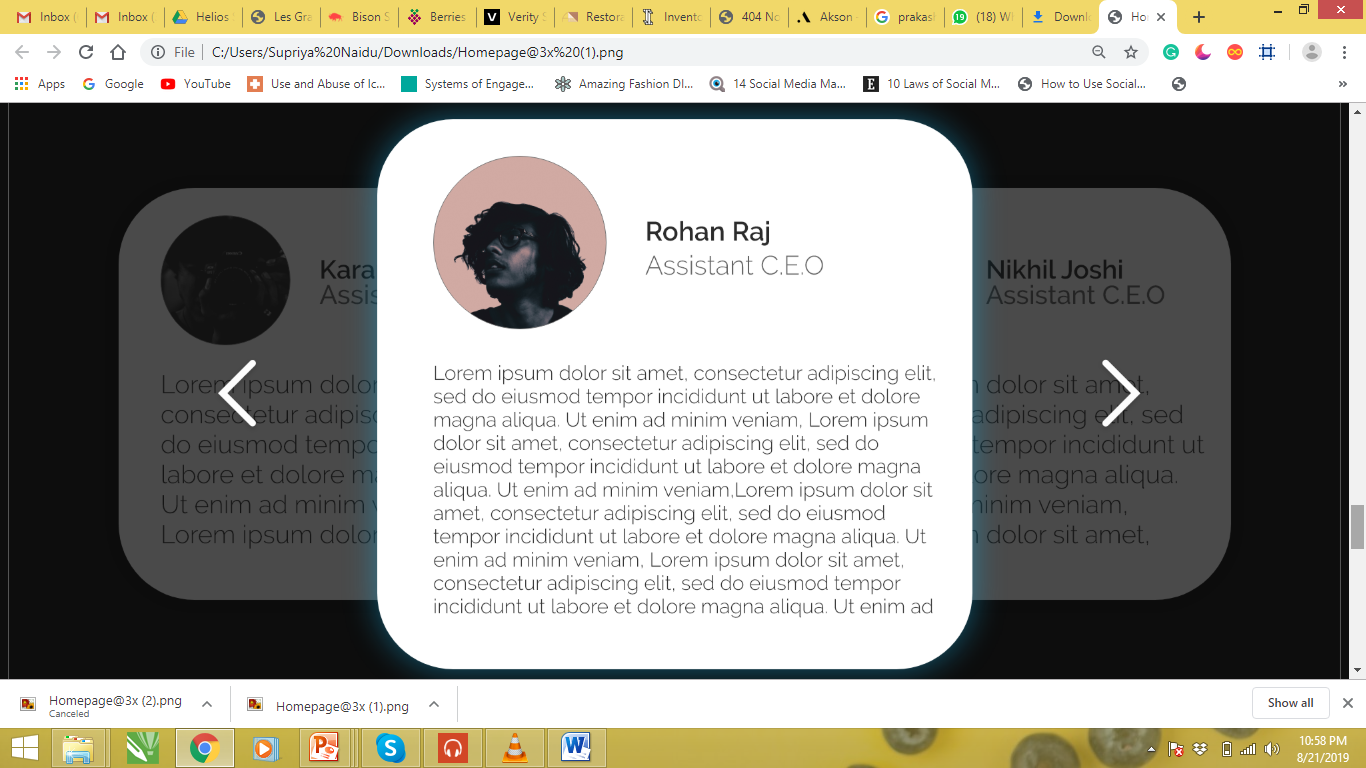 Inbox (
Inbox (
Helios
Les Gra
Bison S
Berries
Verity S
Restora
Invento
404 No
Akson
prakash
(18) W
Downl
Ho
File
C:/Users/Supriya%20Naidu/Downloads/Homepage@3x%20(1).png
Apps
Google
YouTube
Use and Abuse of Ic...
Systems of Engage...
Amazing Fashion DI...
14 Social Media Ma...
10 Laws of Social M...
How to Use Social...
»
Kara
Assis
Lorem ipsum dolor
consectetur adipisc
do eiusmod tempo
labore et dolore ma
Ut enim ad minim v
Lorem ipsum dolor
Rohan Raj
Assistant C.E.O
Lorem ipsum dolor sit amet, consectetur adipiscing elit,
sed do eiusmod tempor incididunt ut labore et dolore
magna aliqua. Ut enim ad minim veniam, Lorem ipsum
dolor sit amet, consectetur adipiscing elit, sed do
eiusmod tempor incididunt ut labore et dolore magna
aliqua. Ut enim ad minim veniam,Lorem ipsum dolor sit
amet, consectetur adipiscing elit, sed do eiusmod
tempor incididunt ut labore et dolore magna aliqua. Ut
enim ad minim veniam, Lorem ipsum dolor sit amet,
consectetur adipiscing elit, sed do eiusmod tempor
incididunt ut labore et dolore magna aliqua. Ut enim ad
Nikhil Joshi
Assistant C.E.O
dolor sit amet,
adipiscing elit, sed
tempor incididunt ut
dolore magna aliqua.
minim veniam,
dolor sit amet,
Homepage@3x (2).png
Canceled
Homepage@3x (1).png
Show all
10:58 PM
8/21/2019